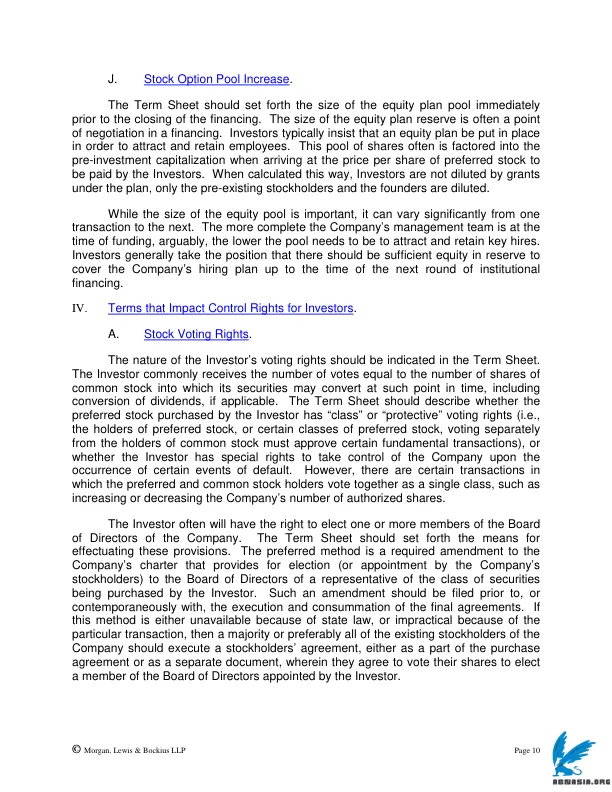 J. Stock Option Pool Increase.
The Term Sheet should set forth the size of the equity plan pool immediately
prior to the closing of the financing. The size of the equity plan reserve is often a point
of negotiation in a financing. Investors typically insist that an equity plan be put in place
in order to attract and retain employees. This pool of shares often is factored into the
pre-investment capitalization when arriving at the price per share of preferred stock to
be paid by the Investors. When calculated this way, Investors are not diluted by grants
under the plan, only the pre-existing stockholders and the founders are diluted.
While the size of the equity pool is important, it can vary significantly from one
transaction to the next. The more complete the Company’s management team is at the
time of funding, arguably, the lower the pool needs to be to attract and retain key hires.
Investors generally take the position that there should be sufficient equity in reserve to
cover the Company’s hiring plan up to the time of the next round of institutional
financing.
IV. Terms that Impact Control Rights for Investors.
A. Stock Voting Rights.
The nature of the Investor’s voting rights should be indicated in the Term Sheet.
The Investor commonly receives the number of votes equal to the number of shares of
common stock into which its securities may convert at such point in time, including
conversion of dividends, if applicable. The Term Sheet should describe whether the
preferred stock purchased by the Investor has “class” or “protective” voting rights (i.e.,
the holders of preferred stock, or certain classes of preferred stock, voting separately
from the holders of common stock must approve certain fundamental transactions), or
whether the Investor has special rights to take control of the Company upon the
occurrence of certain events of default. However, there are certain transactions in
which the preferred and common stock holders vote together as a single class, such as
increasing or decreasing the Company’s number of authorized shares.
The Investor often will have the right to elect one or more members of the Board
of Directors of the Company. The Term Sheet should set forth the means for
effectuating these provisions. The preferred method is a required amendment to the
Company’s charter that provides for election (or appointment by the Company’s
stockholders) to the Board of Directors of a representative of the class of securities
being purchased by the Investor. Such an amendment should be filed prior to, or
contemporaneously with, the execution and consummation of the final agreements. If
this method is either unavailable because of state law, or impractical because of the
particular transaction, then a majority or preferably all of the existing stockholders of the
Company should execute a stockholders’ agreement, either as a part of the purchase
agreement or as a separate document, wherein they agree to vote their shares to elect
a member of the Board of Directors appointed by the Investor.
© Morgan, Lewis & Bockius LLP Page 10
ABNASIA.ORG